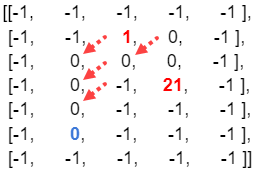 [[-1, -1, -1, -1, -1 ],
[-1, -1, 1, 0, -1 ],
[-1, 0, 0, 0, -1 ],
[-1, 0, -1, 21, -1 ],
[-1, 0, -1, -1, -1 ],
[-1, 0, -1, -1, -1 ],
[-1, -1, -1, -1, -1 ]]